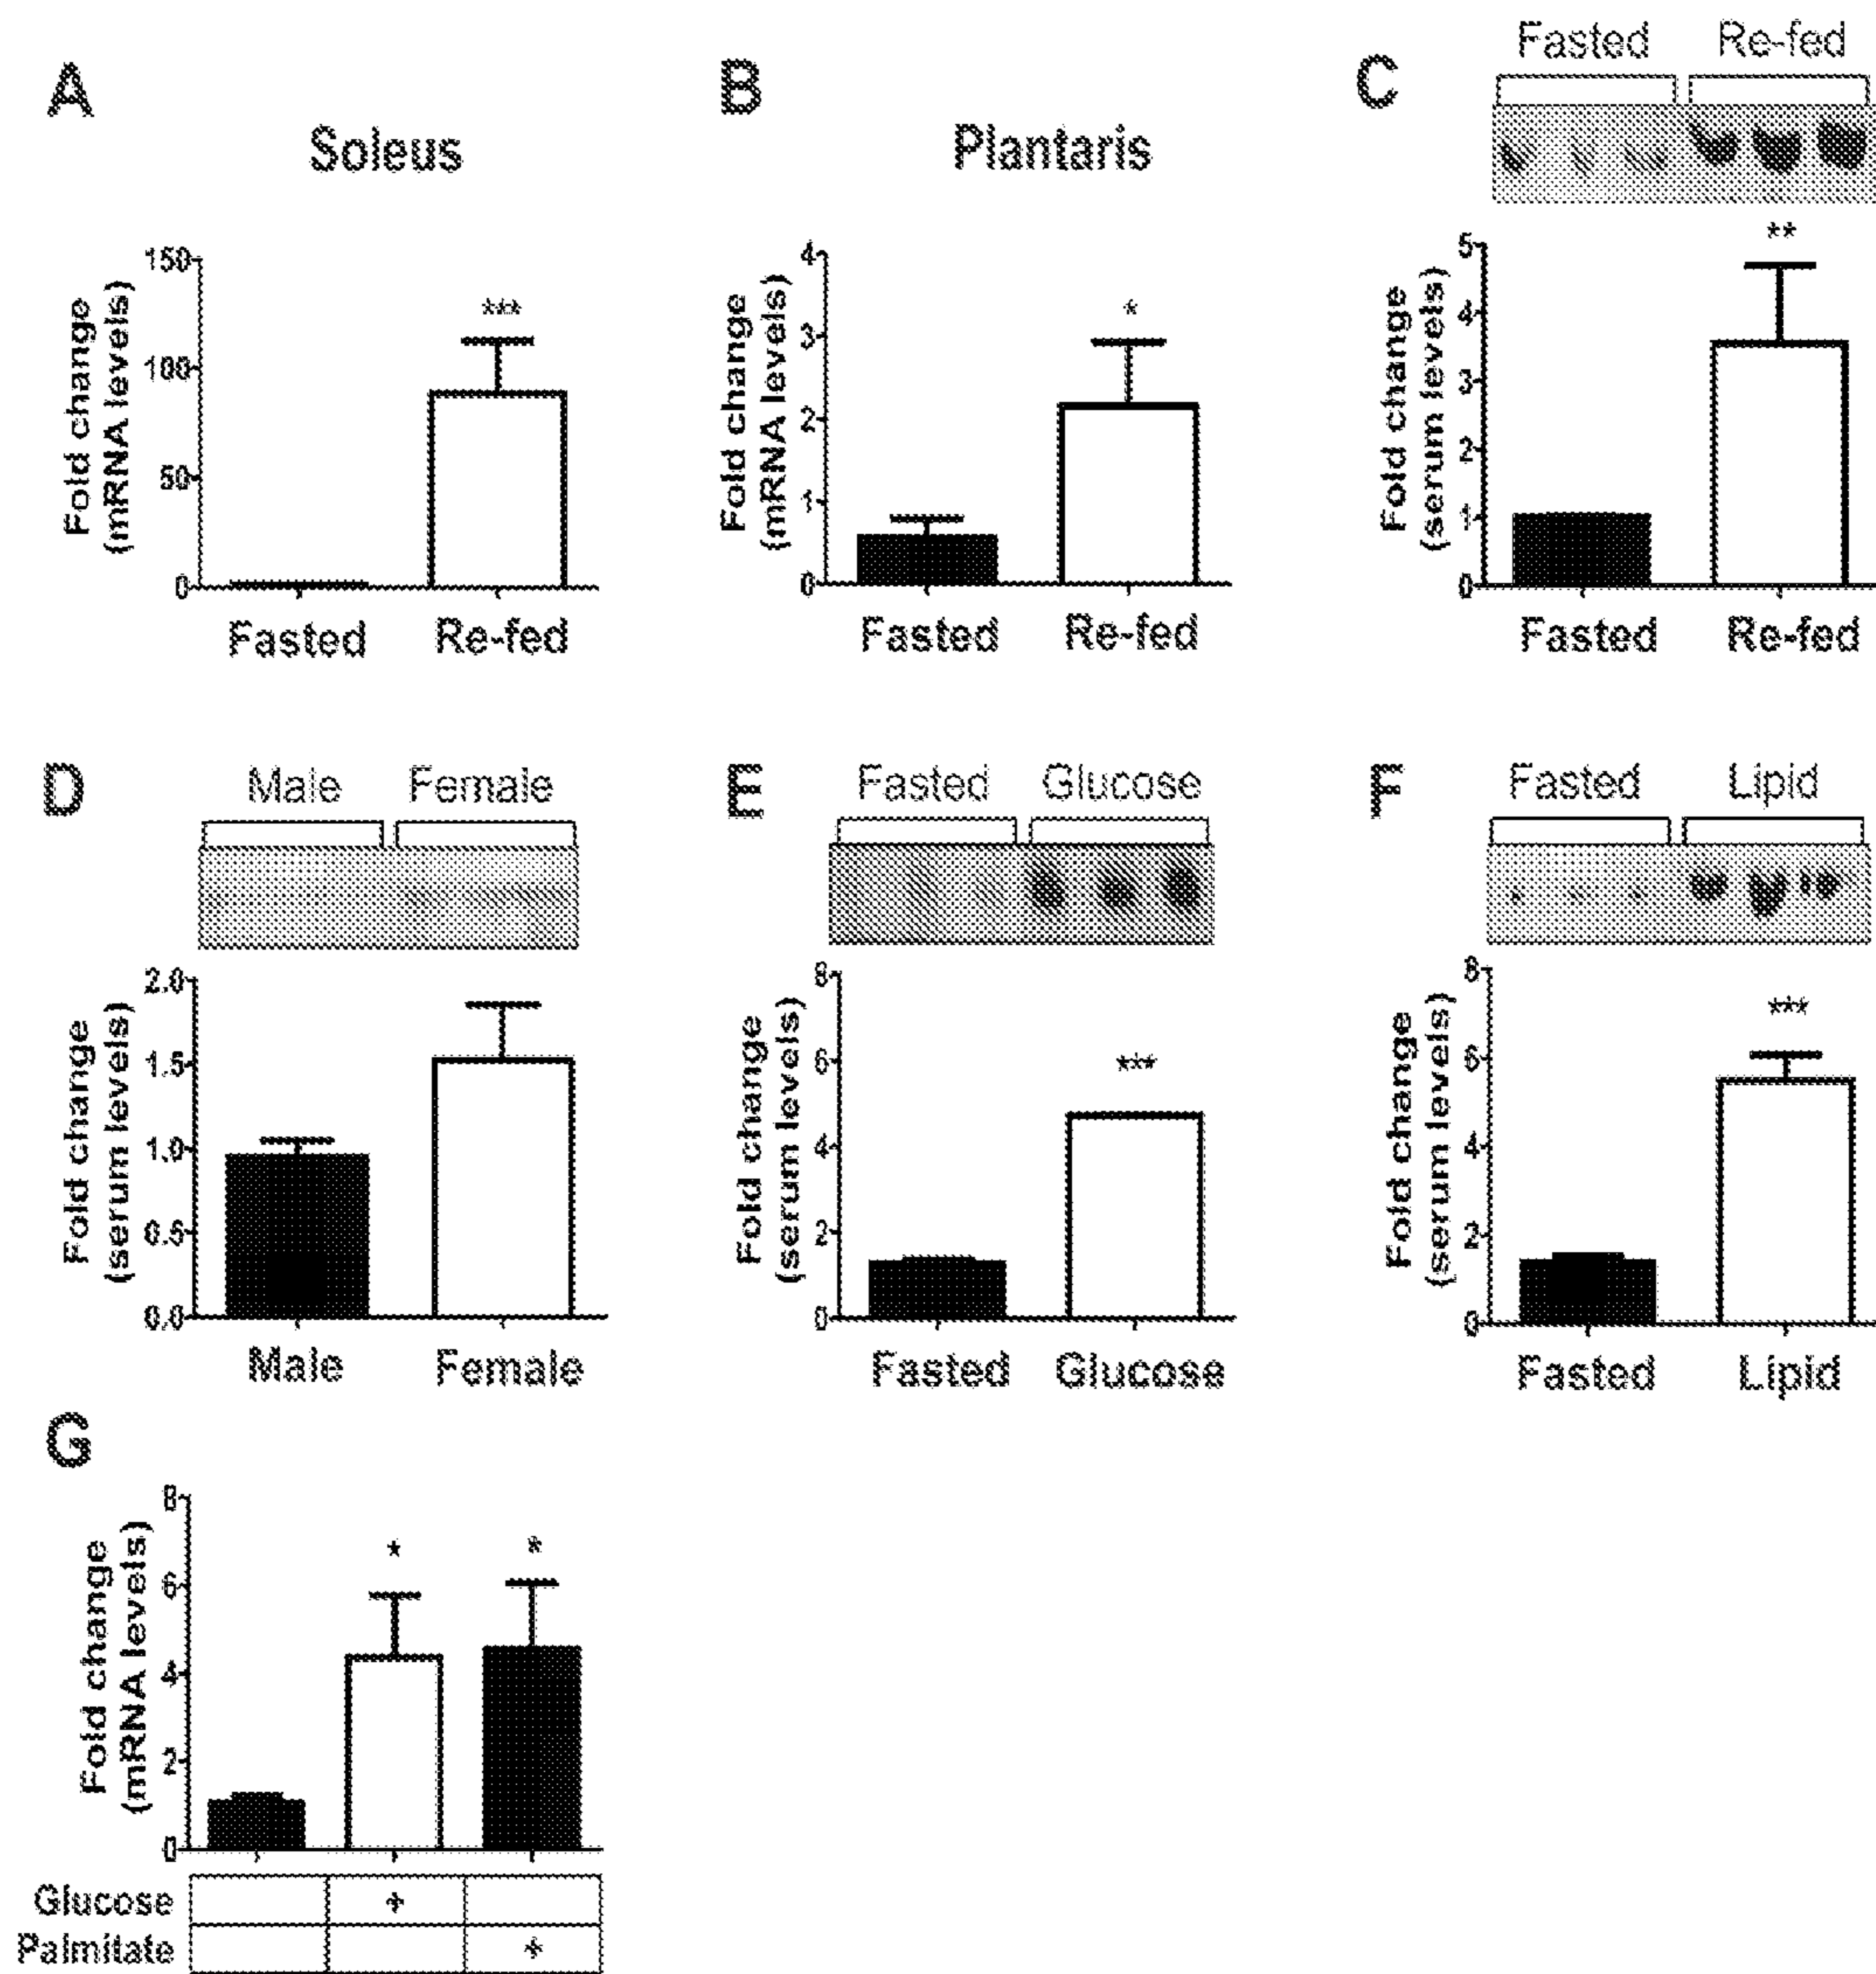 A
Soleus
Fold change
(mRNA levels)
150
100
50
0
***
Fasted Re-fed
B
Plantaris
Fold change
(mRNA levels)
4
3
2
1
0
*
Fasted Re-fed
C
Fasted Re-fed
Fold change
(serum levels)
5
4
3
2
1
0
**
Fasted Re-fed
D
Male Female
Fold change
(serum levels)
2.0
1.5
1.0
0.5
0.0
Male Female
E
Fasted Glucose
Fold change
(serum levels)
8
6
4
2
0
***
Fasted Glucose
F
Fasted Lipid
Fold change
(serum levels)
8
6
4
2
0
***
Fasted Lipid
G
Fold change
(mRNA levels)
8
6
4
2
0
* *
Glucose +
Palmitate +